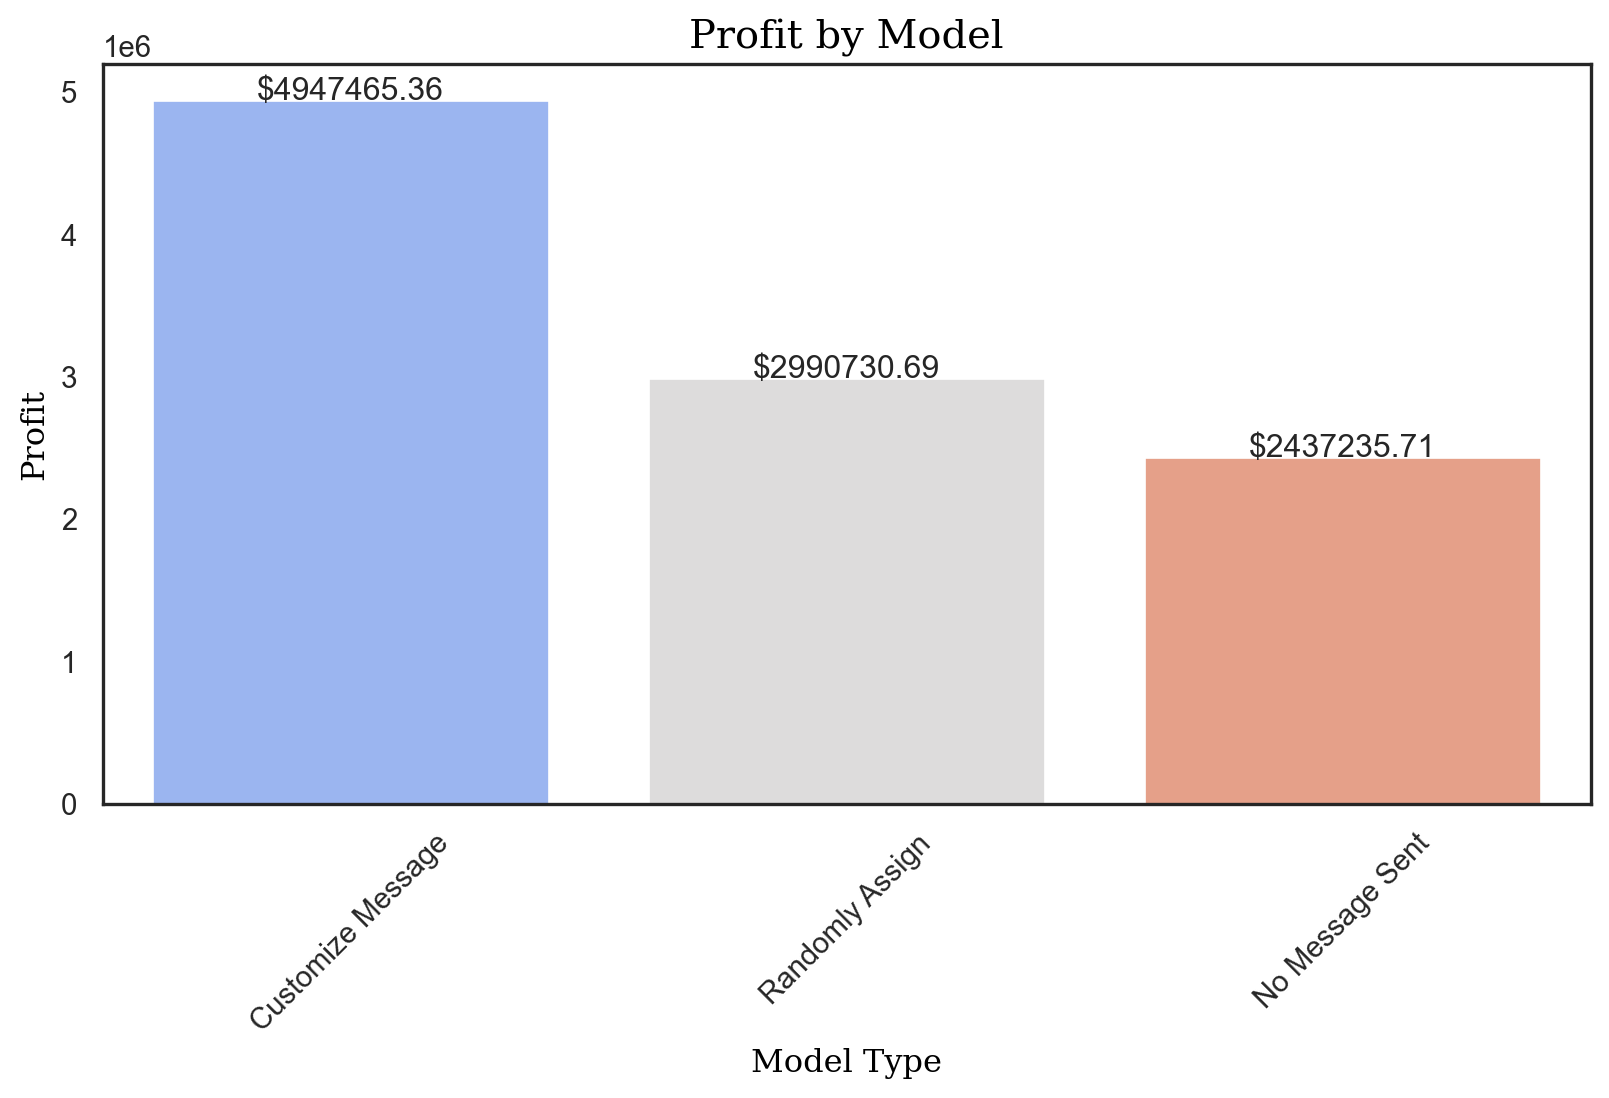 Profit by Model
1e6
5
4
3
2
1
0
Profit
$4947465.36
$2990730.69
$2437235.71
Customize Message
Randomly Assign
No Message Sent
Model Type